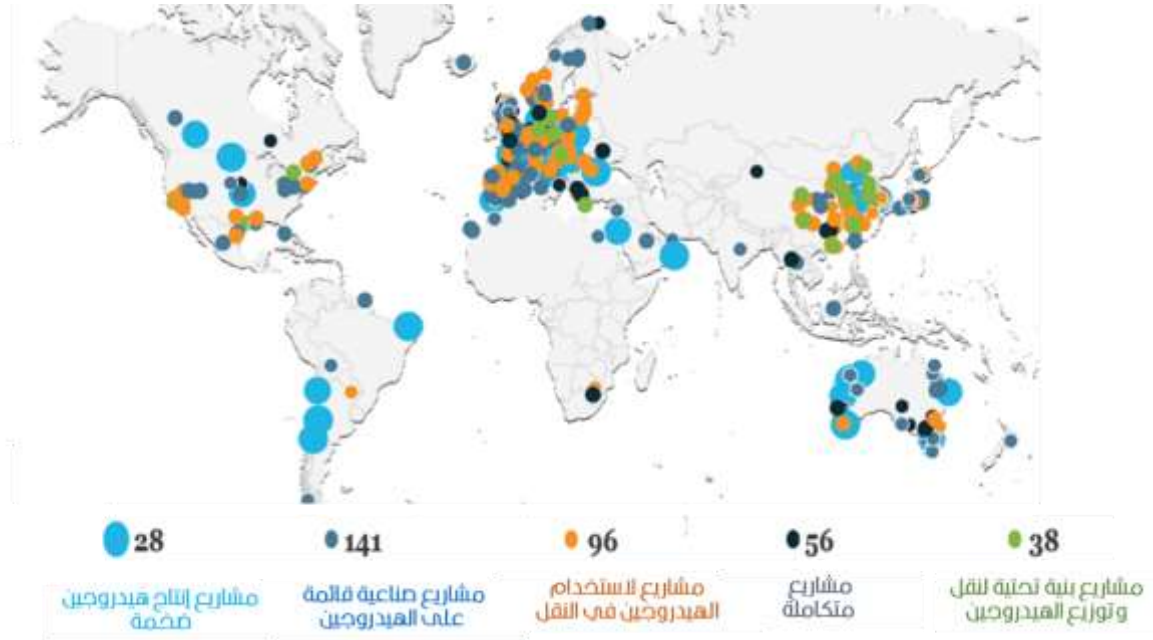 28
141
96
56
38
مشاريع إنتاج هيدروجين
ضخمة
مشاريع صناعية قائمة
على الهيدروجين
مشاريع لاستخدام
الهيدروجين في النقل
مشاريع
متكاملة
مشاريع بنية تحتية لنقل
وتوزيع الهيدروجين